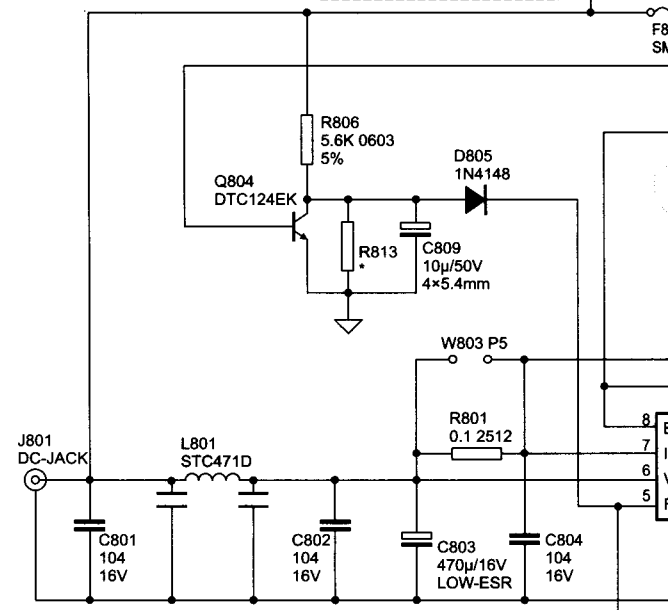 F8
SM
R806
5.6K 0603
5%
D805
1N4148
Q804
DTC124EK
R813
*
C809
10μ/50V
4×5.4mm
W803 P5
R801
0.1 2512
8
7
6
5
J801
DC-JACK
L801
STC471D
C801
104
16V
C802
104
16V
C803
470μ/16V
LOW-ESR
C804
104
16V